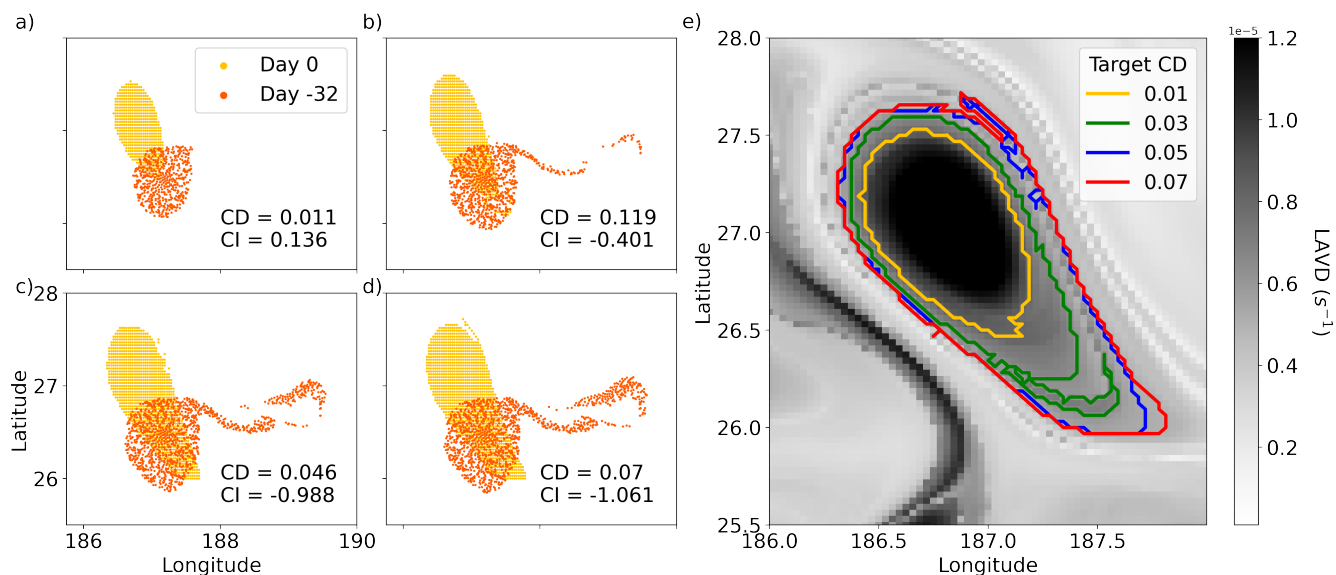 a)
Day 0
Day -32
CD = 0.011
CI = 0.136
b)
CD = 0.119
CI = -0.401
c)
28
27
26
Latitude
CD = 0.046
CI = -0.988
186
188
190
Longitude
d)
CD = 0.07
CI = -1.061
Longitude
e)
28.0
27.5
27.0
26.5
26.0
25.5
Latitude
Target CD
0.01
0.03
0.05
0.07
186.0
186.5
187.0
187.5
Longitude
1e-5
1.2
1.0
0.8
0.6
0.4
0.2
LAVD (s⁻¹)